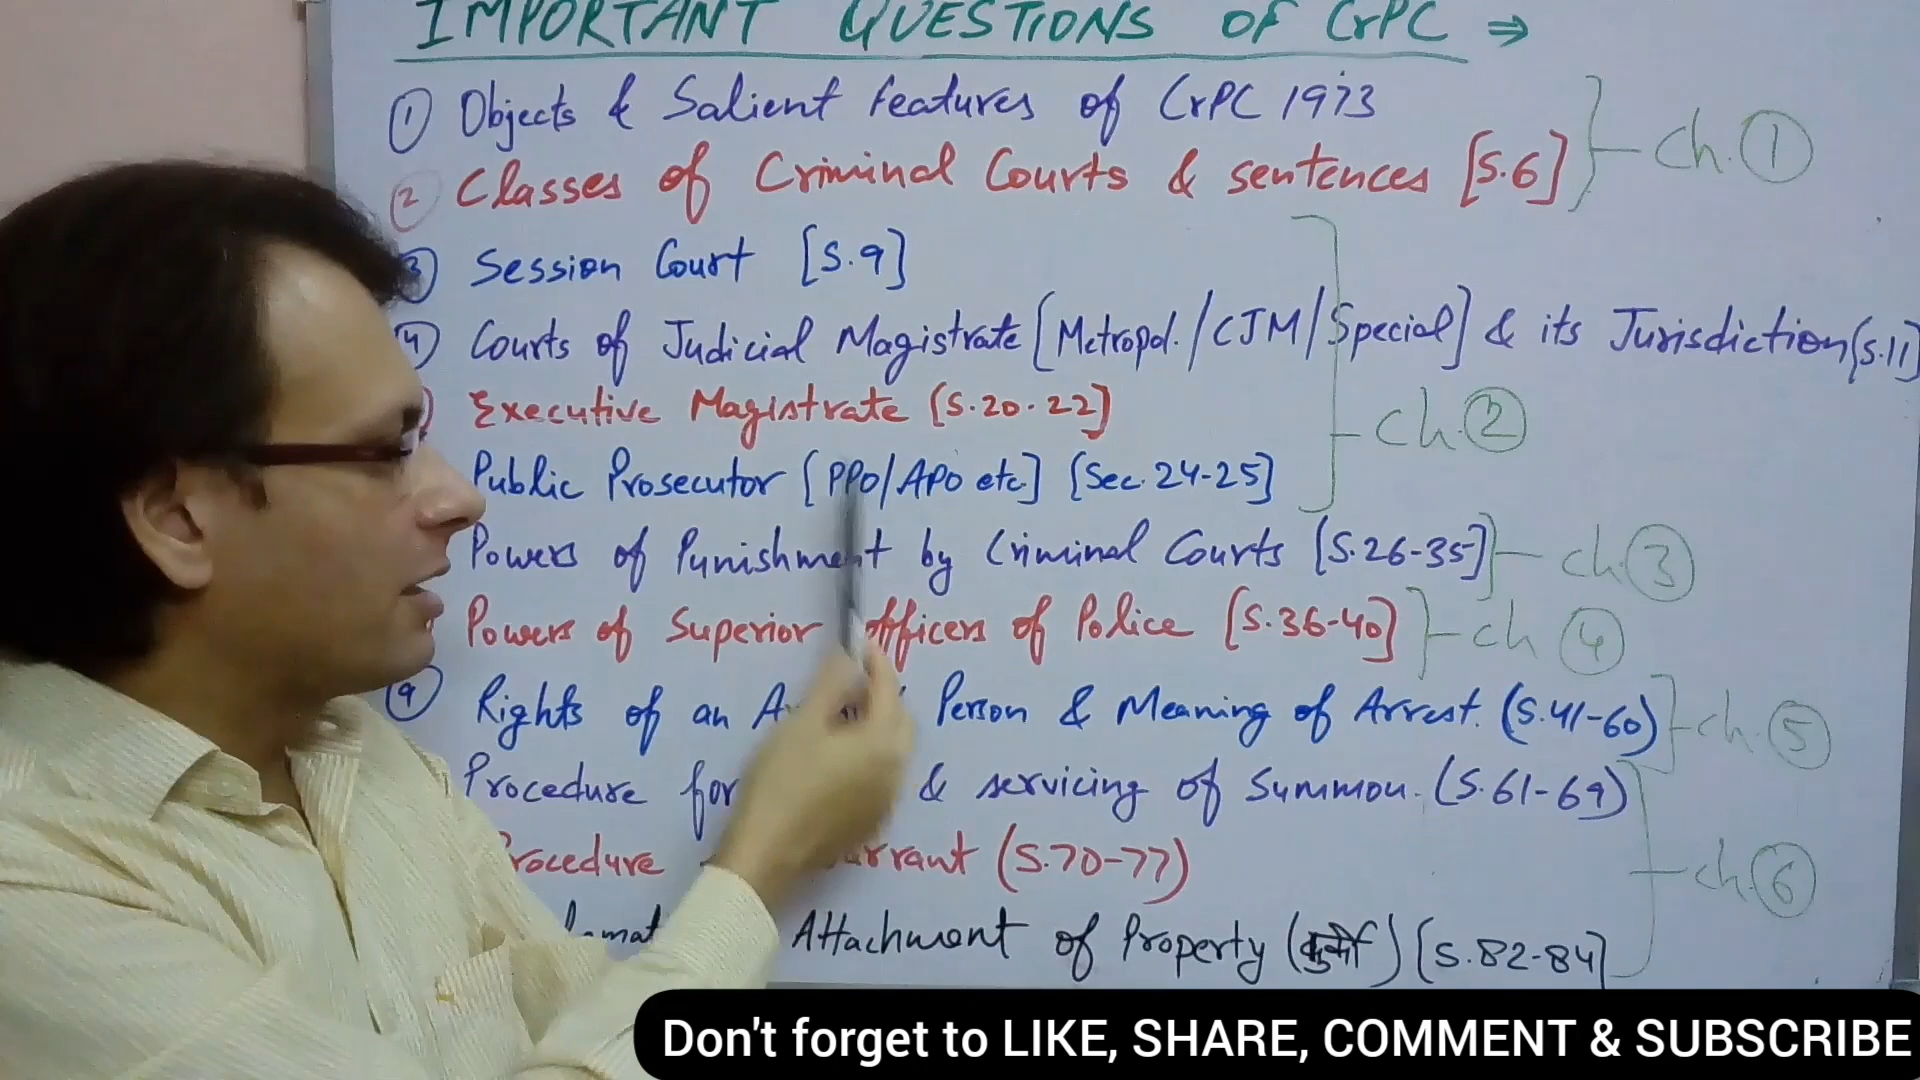 IMPORTANT QUESTIONS OF CrPC ⇒
① Objects & Salient features of CrPC 1973
② Classes of Criminal Courts & sentences [S.6]
ch. ①
③ Session Court [S.9]
④ Courts of Judicial Magistrate [Metropol./CJM/Special] & its Jurisdiction [S.11]
Executive Magistrate [S.20-22]
ch. ②
Public Prosecutor [PPO/APO etc.] [Sec. 24-25]
Powers of Punishment by Criminal Courts [S.26-35] ch. ③
Powers of Superior officers of Police [S.36-40] ch ④
⑨ Rights of an Person & Meaning of Arrest. (S.41-60) ch. ⑤
Procedure for & servicing of Summon. (S.61-69)
Procedure (S.70-77)
ch. ⑥
Attachment of Property [S.82-84]
Don't forget to LIKE, SHARE, COMMENT & SUBSCRIBE